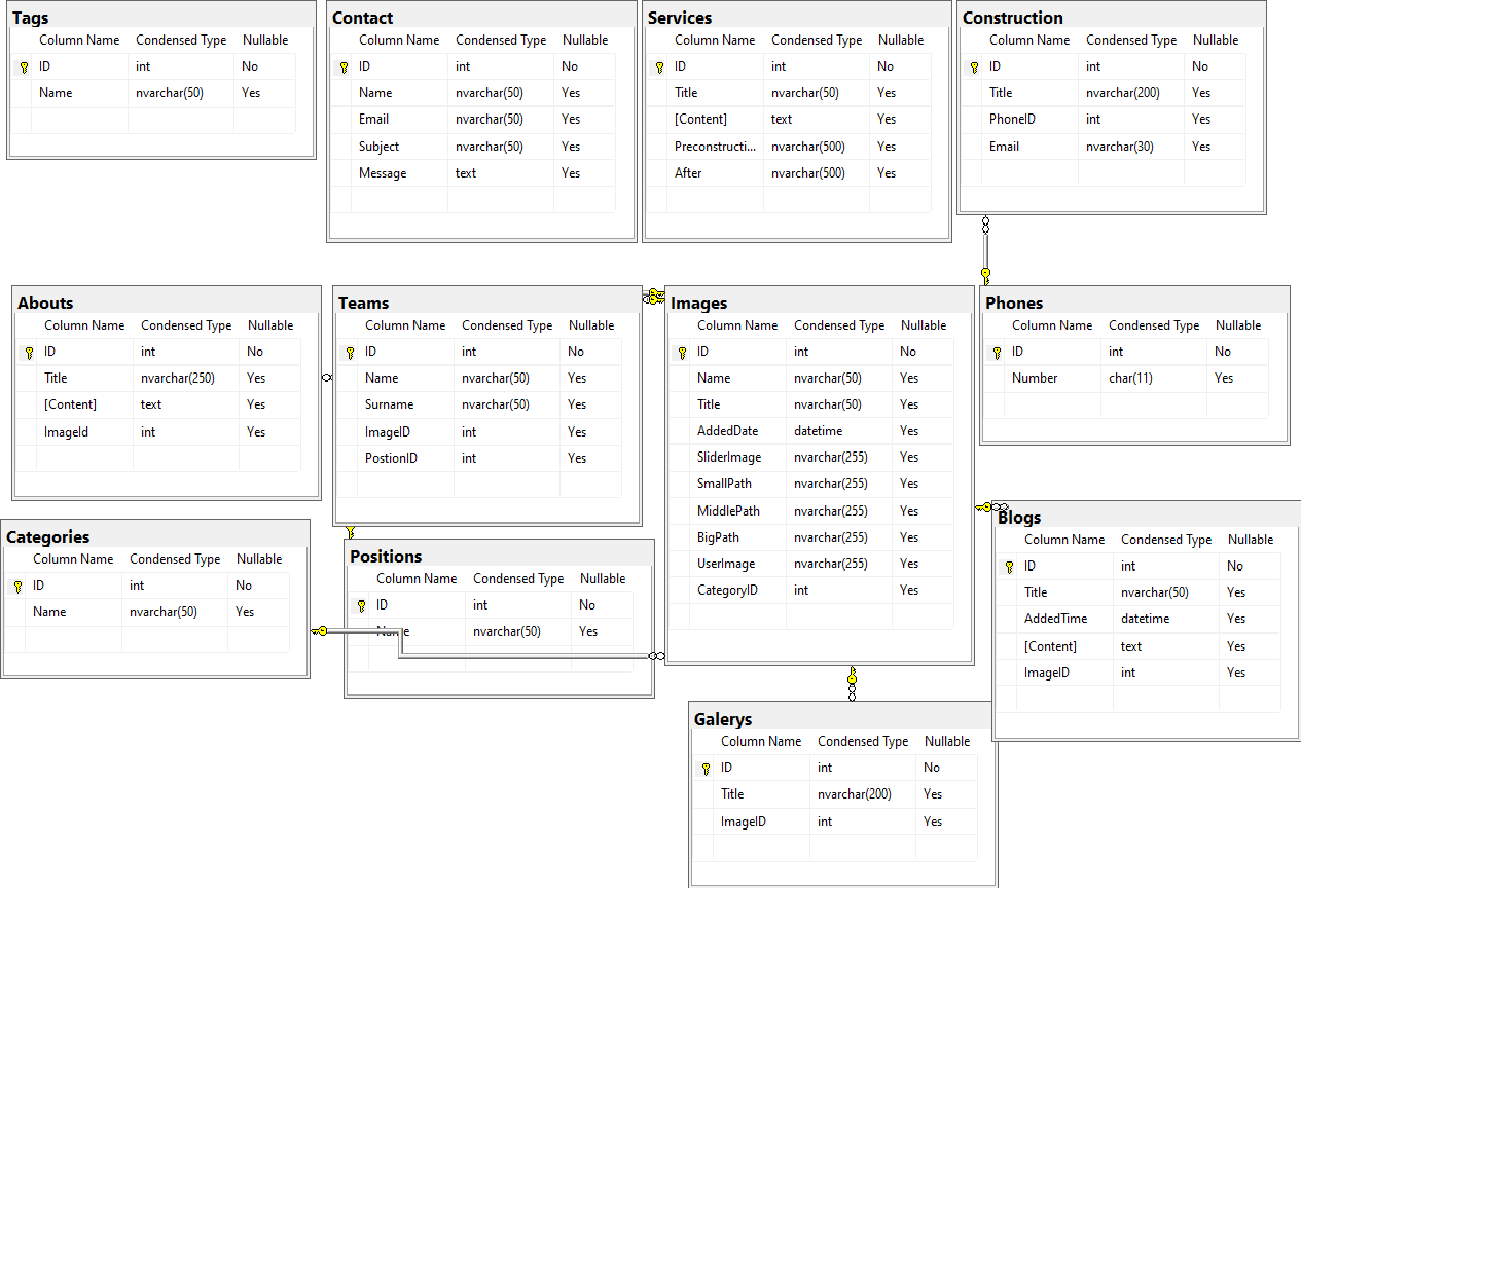 Tags
Column Name Condensed Type Nullable
ID int No
Name nvarchar(50) Yes
Contact
Column Name Condensed Type Nullable
ID int No
Name nvarchar(50) Yes
Email nvarchar(50) Yes
Subject nvarchar(50) Yes
Message text Yes
Services
Column Name Condensed Type Nullable
ID int No
Title nvarchar(50) Yes
[Content] text Yes
Preconstructi... nvarchar(500) Yes
After nvarchar(500) Yes
Construction
Column Name Condensed Type Nullable
ID int No
Title nvarchar(200) Yes
PhoneID int Yes
Email nvarchar(30) Yes
Abouts
Column Name Condensed Type Nullable
ID int No
Title nvarchar(250) Yes
[Content] text Yes
ImageId int Yes
Teams
Column Name Condensed Type Nullable
ID int No
Name nvarchar(50) Yes
Surname nvarchar(50) Yes
ImageID int Yes
PostionID int Yes
Images
Column Name Condensed Type Nullable
ID int No
Name nvarchar(50) Yes
Title nvarchar(50) Yes
AddedDate datetime Yes
SliderImage nvarchar(255) Yes
SmallPath nvarchar(255) Yes
MiddlePath nvarchar(255) Yes
BigPath nvarchar(255) Yes
UserImage nvarchar(255) Yes
CategoryID int Yes
Phones
Column Name Condensed Type Nullable
ID int No
Number char(11) Yes
Categories
Column Name Condensed Type Nullable
ID int No
Name nvarchar(50) Yes
Positions
Column Name Condensed Type Nullable
ID int No
Name nvarchar(50) Yes
Blogs
Column Name Condensed Type Nullable
ID int No
Title nvarchar(50) Yes
AddedTime datetime Yes
[Content] text Yes
ImageID int Yes
Galerys
Column Name Condensed Type Nullable
ID int No
Title nvarchar(200) Yes
ImageID int Yes